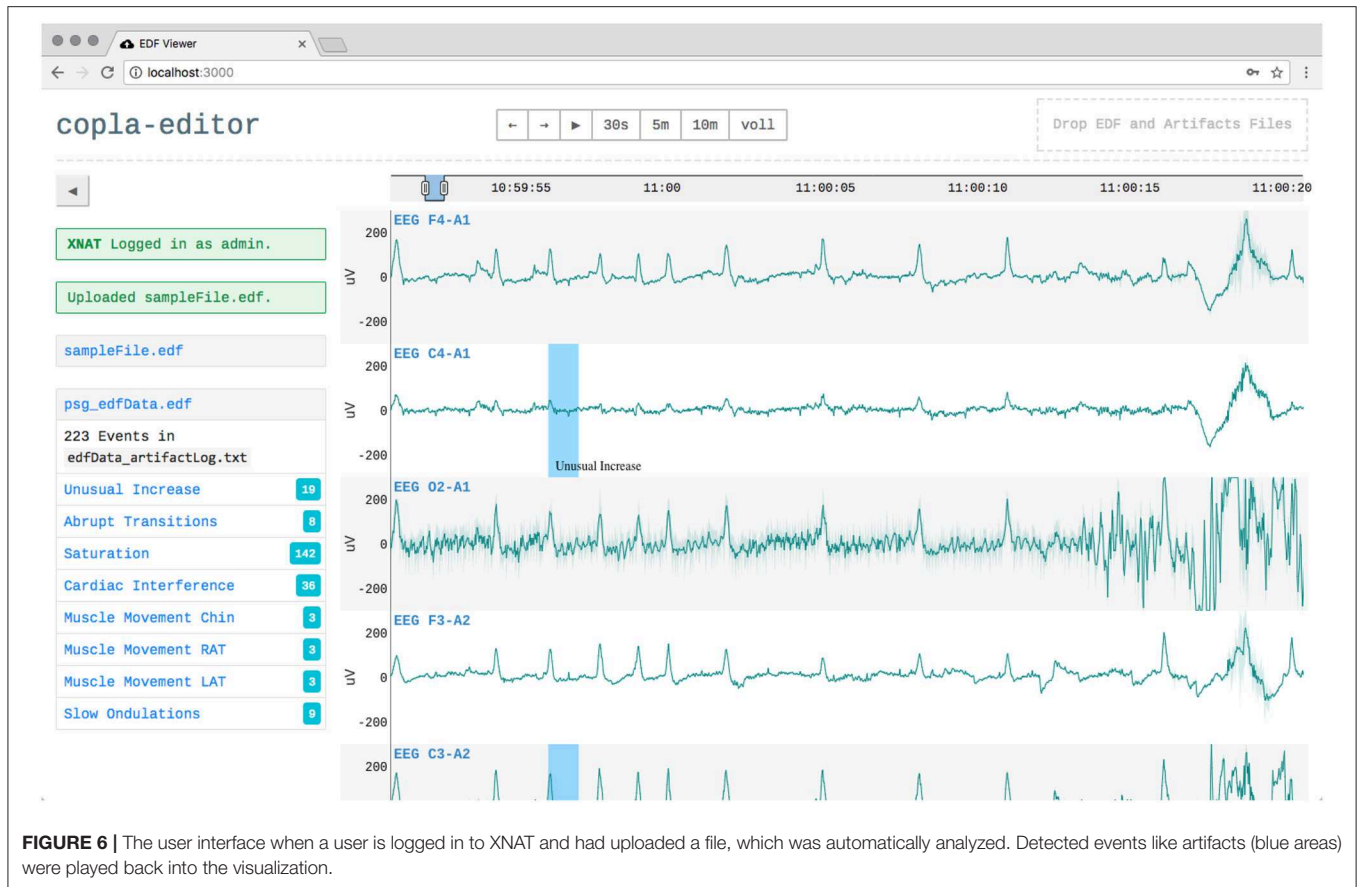 EDF Viewer
localhost:3000
copla-editor
← → ► 30s 5m 10m voll
Drop EDF and Artifacts Files
◄
XNAT Logged in as admin.
Uploaded sampleFile.edf.
sampleFile.edf
psg_edfData.edf
223 Events in
edfData_artifactLog.txt
Unusual Increase 19
Abrupt Transitions 8
Saturation 142
Cardiac Interference 36
Muscle Movement Chin 3
Muscle Movement RAT 3
Muscle Movement LAT 3
Slow Ondulations 9
10:59:55 11:00 11:00:05 11:00:10 11:00:15 11:00:20
EEG F4-A1
200
uV 0
-200
EEG C4-A1
200
uV 0
-200
Unusual Increase
EEG O2-A1
200
uV 0
-200
EEG F3-A2
200
uV 0
-200
EEG C3-A2
200
FIGURE 6 | The user interface when a user is logged in to XNAT and had uploaded a file, which was automatically analyzed. Detected events like artifacts (blue areas)
were played back into the visualization.